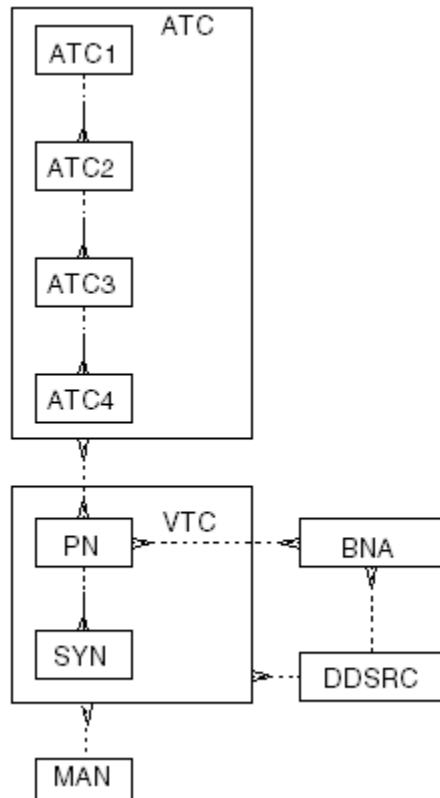 ATC
ATC1
ATC2
ATC3
ATC4
VTC
PN
BNA
SYN
DDSRC
MAN